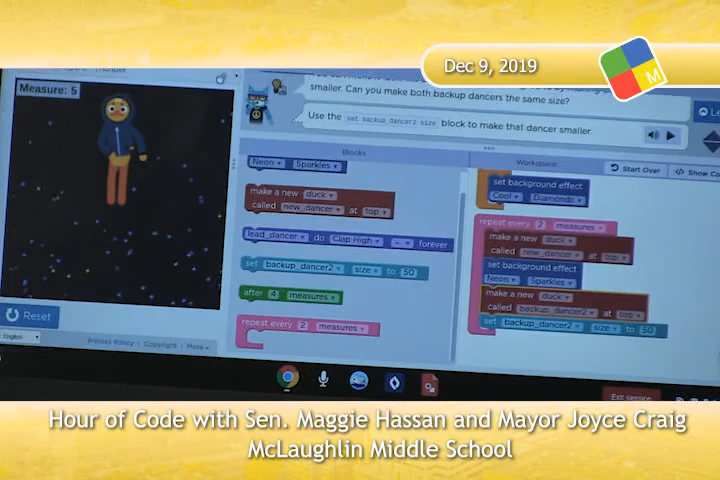 Dec 9, 2019
M
Measure: 5
smaller. Can you make both backup dancers the same size?
Use the set backup_dancer2 size block to make that dancer smaller
Blocks
Workspace:
Start Over
Show Co
Neon Sparkles
make a new duck
called new_dancer at top
lead_dancer do Clap High forever
set backup_dancer2 size to 50
after 4 measures
repeat every 2 measures
set background effect
Cool Diamonds
repeat every 2 measures
make a new duck
called new_dancer at top
set background effect
Neon Sparkles
make a new duck
called backup_dancer2 at top
set backup_dancer2 size to 50
Reset
English
Privacy Policy | Copyright | More
Exit session
Hour of Code with Sen. Maggie Hassan and Mayor Joyce Craig
McLaughlin Middle School